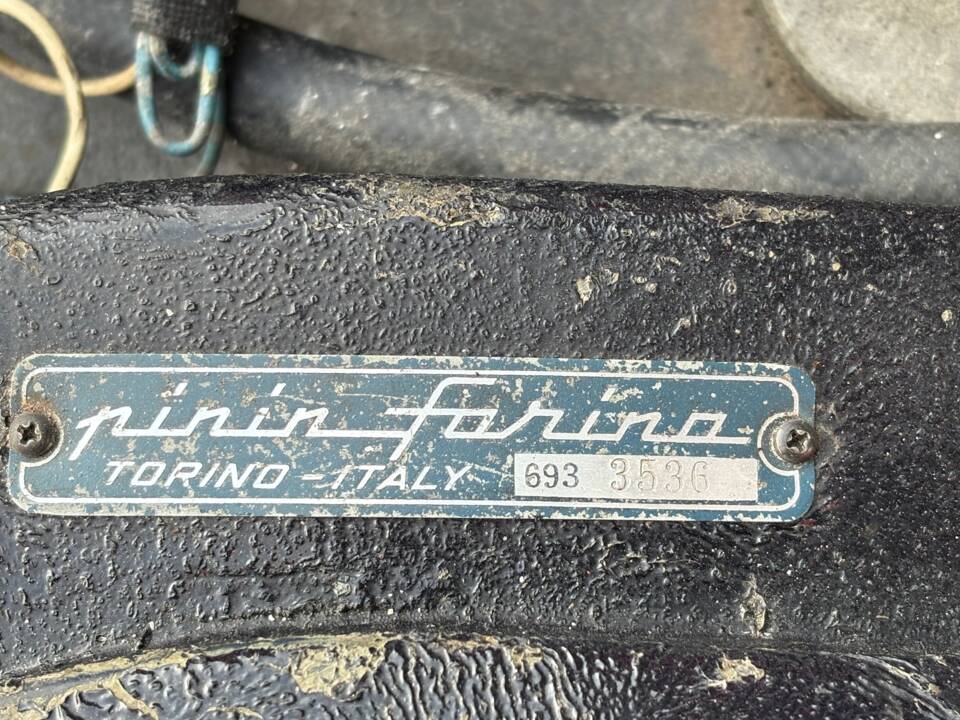 pinin farina
TORINO - ITALY 693 3536